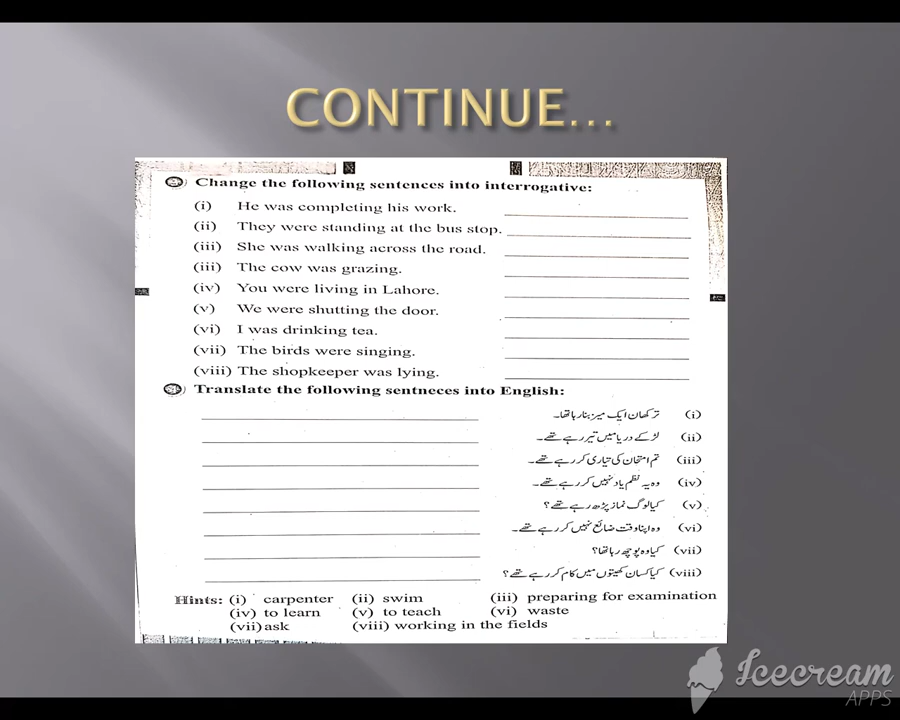 CONTINUE...
Change the following sentences into interrogative:
(i) He was completing his work.
(ii) They were standing at the bus stop.
(iii) She was walking across the road.
(iii) The cow was grazing.
(iv) You were living in Lahore.
(v) We were shutting the door.
(vi) I was drinking tea.
(vii) The birds were singing.
(viii) The shopkeeper was lying.
Translate the following sentneces into English:
(i) ترکھان ایک میز بنا رہا تھا۔
(ii) لڑکے دریا میں تیر رہے تھے۔
(iii) تم امتحان کی تیاری کر رہے تھے۔
(iv) وہ یہ نظم یاد نہیں کر رہے تھے۔
(v) کیا لوگ نماز پڑھ رہے تھے؟
(vi) وہ اپنا وقت ضائع نہیں کر رہے تھے۔
(vii) کیا وہ پوچھ رہا تھا؟
(viii) کیا کسان کھیتوں میں کام کر رہے تھے؟
Hints: (i) carpenter (ii) swim (iii) preparing for examination
(iv) to learn (v) to teach (vi) waste
(vii) ask (viii) working in the fields
Icecream
APPS